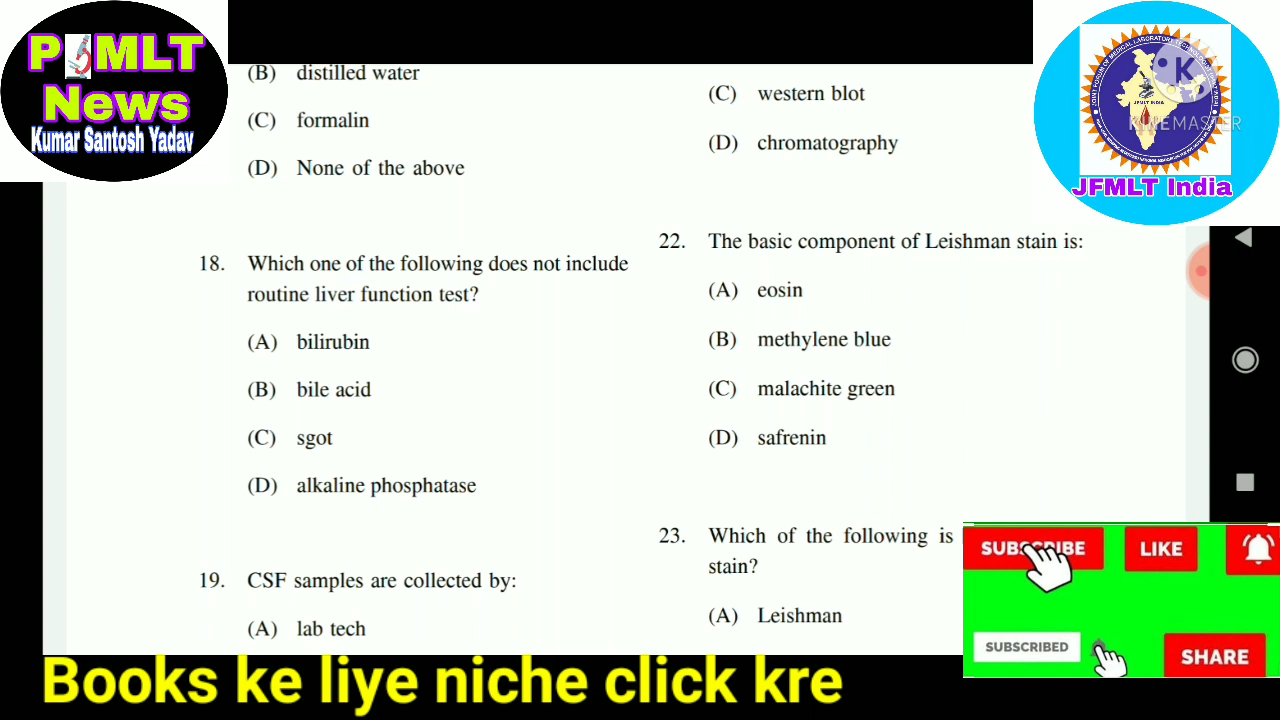 P MLT
News
Kumar Santosh Yadav
(B) distilled water
(C) formalin
(D) None of the above
18. Which one of the following does not include
routine liver function test?
(A) bilirubin
(B) bile acid
(C) sgot
(D) alkaline phosphatase
19. CSF samples are collected by:
(A) lab tech
(C) western blot
(D) chromatography
22. The basic component of Leishman stain is:
(A) eosin
(B) methylene blue
(C) malachite green
(D) safrenin
23. Which of the following is
stain?
(A) Leishman
K
KINEMASTER
JFMLT INDIA
JFMLT India
SUBSCRIBE
LIKE
SUBSCRIBED
SHARE
Books ke liye niche click kre